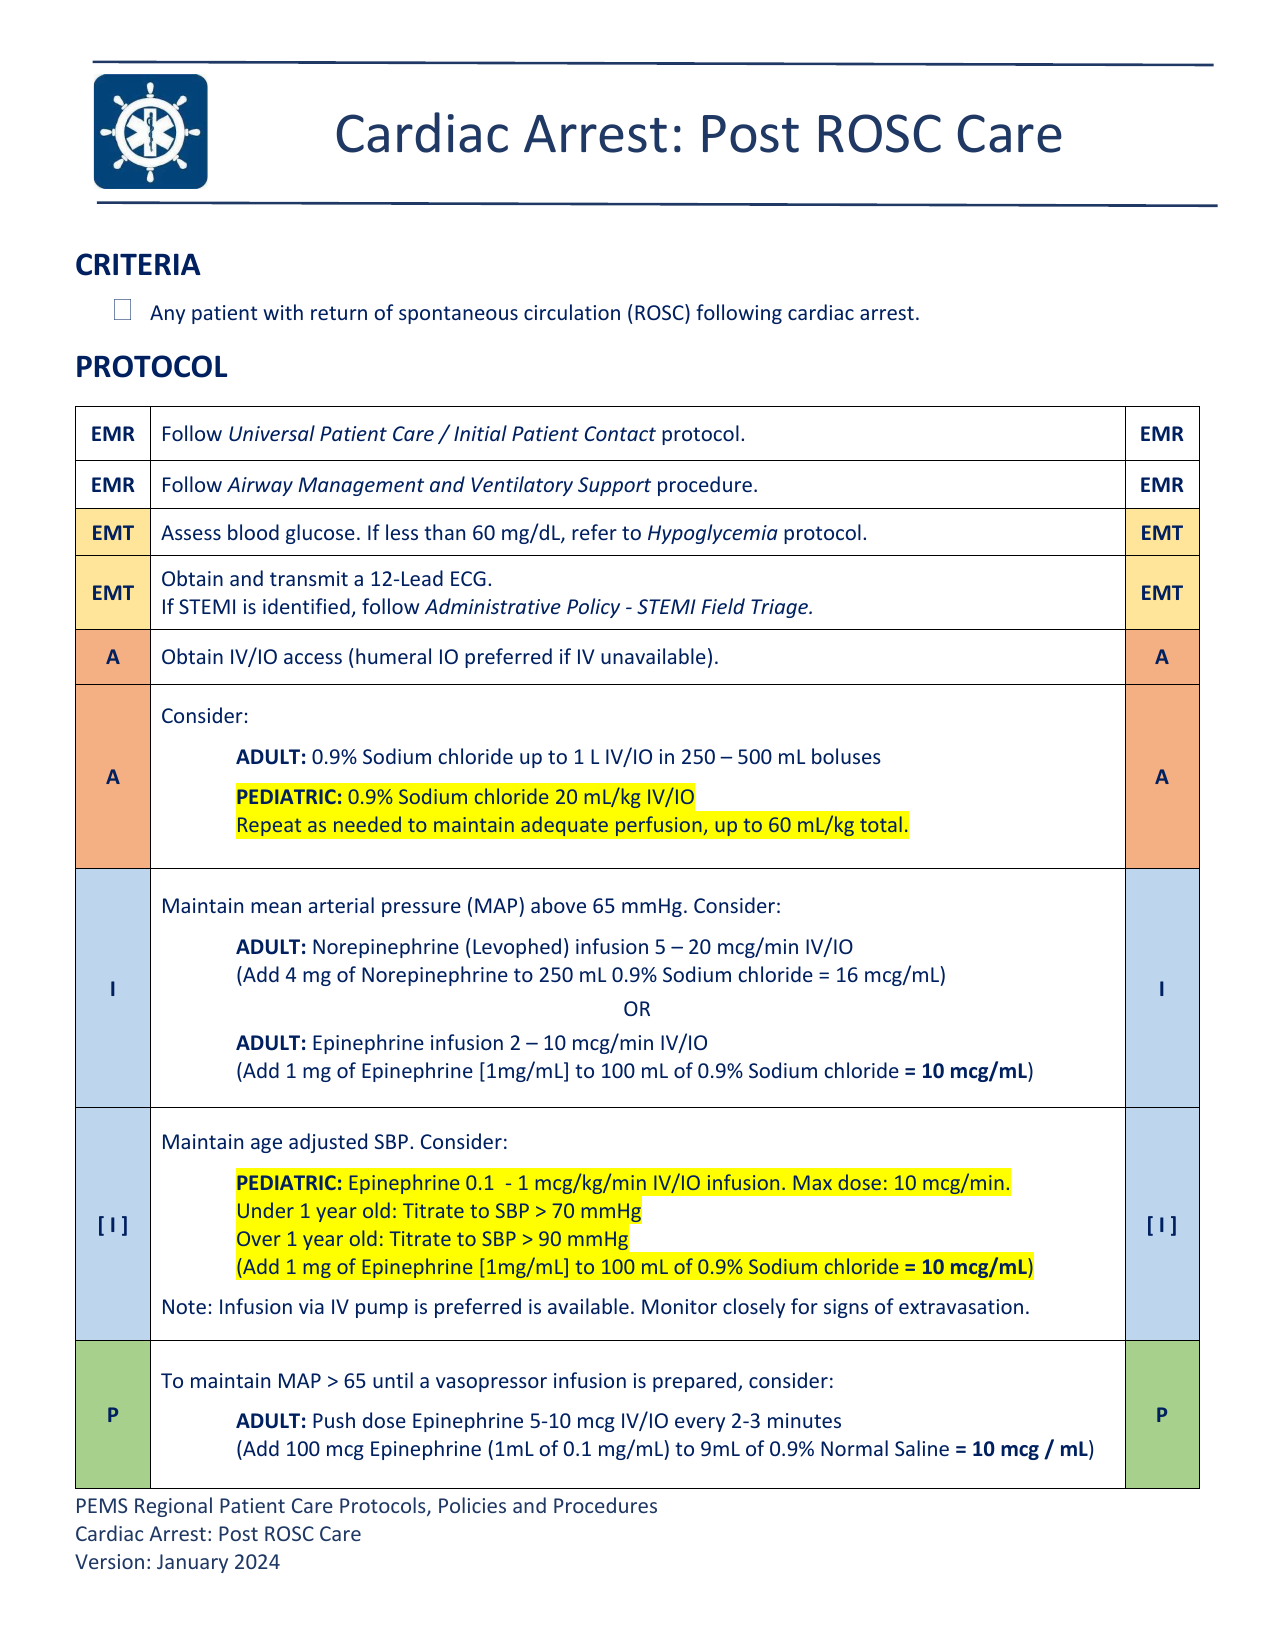 Cardiac Arrest: Post ROSC Care
CRITERIA
Any patient with return of spontaneous circulation (ROSC) following cardiac arrest.
PROTOCOL
EMR Follow Universal Patient Care / Initial Patient Contact protocol. EMR
EMR Follow Airway Management and Ventilatory Support procedure. EMR
EMT Assess blood glucose. If less than 60 mg/dL, refer to Hypoglycemia protocol. EMT
Obtain and transmit a 12-Lead ECG.
EMT EMT
If STEMI is identified, follow Administrative Policy - STEMI Field Triage.
A Obtain IV/IO access (humeral IO preferred if IV unavailable). A
Consider:
ADULT: 0.9% Sodium chloride up to 1 L IV/IO in 250 – 500 mL boluses
A A
PEDIATRIC: 0.9% Sodium chloride 20 mL/kg IV/IO
Repeat as needed to maintain adequate perfusion, up to 60 mL/kg total.
Maintain mean arterial pressure (MAP) above 65 mmHg. Consider:
ADULT: Norepinephrine (Levophed) infusion 5 – 20 mcg/min IV/IO
(Add 4 mg of Norepinephrine to 250 mL 0.9% Sodium chloride = 16 mcg/mL)
I I
OR
ADULT: Epinephrine infusion 2 – 10 mcg/min IV/IO
(Add 1 mg of Epinephrine [1mg/mL] to 100 mL of 0.9% Sodium chloride = 10 mcg/mL)
Maintain age adjusted SBP. Consider:
PEDIATRIC: Epinephrine 0.1 - 1 mcg/kg/min IV/IO infusion. Max dose: 10 mcg/min.
Under 1 year old: Titrate to SBP > 70 mmHg
[ I ] [ I ]
Over 1 year old: Titrate to SBP > 90 mmHg
(Add 1 mg of Epinephrine [1mg/mL] to 100 mL of 0.9% Sodium chloride = 10 mcg/mL)
Note: Infusion via IV pump is preferred is available. Monitor closely for signs of extravasation.
To maintain MAP > 65 until a vasopressor infusion is prepared, consider:
P P
ADULT: Push dose Epinephrine 5-10 mcg IV/IO every 2-3 minutes
(Add 100 mcg Epinephrine (1mL of 0.1 mg/mL) to 9mL of 0.9% Normal Saline = 10 mcg / mL)
PEMS Regional Patient Care Protocols, Policies and Procedures
Cardiac Arrest: Post ROSC Care
Version: January 2024